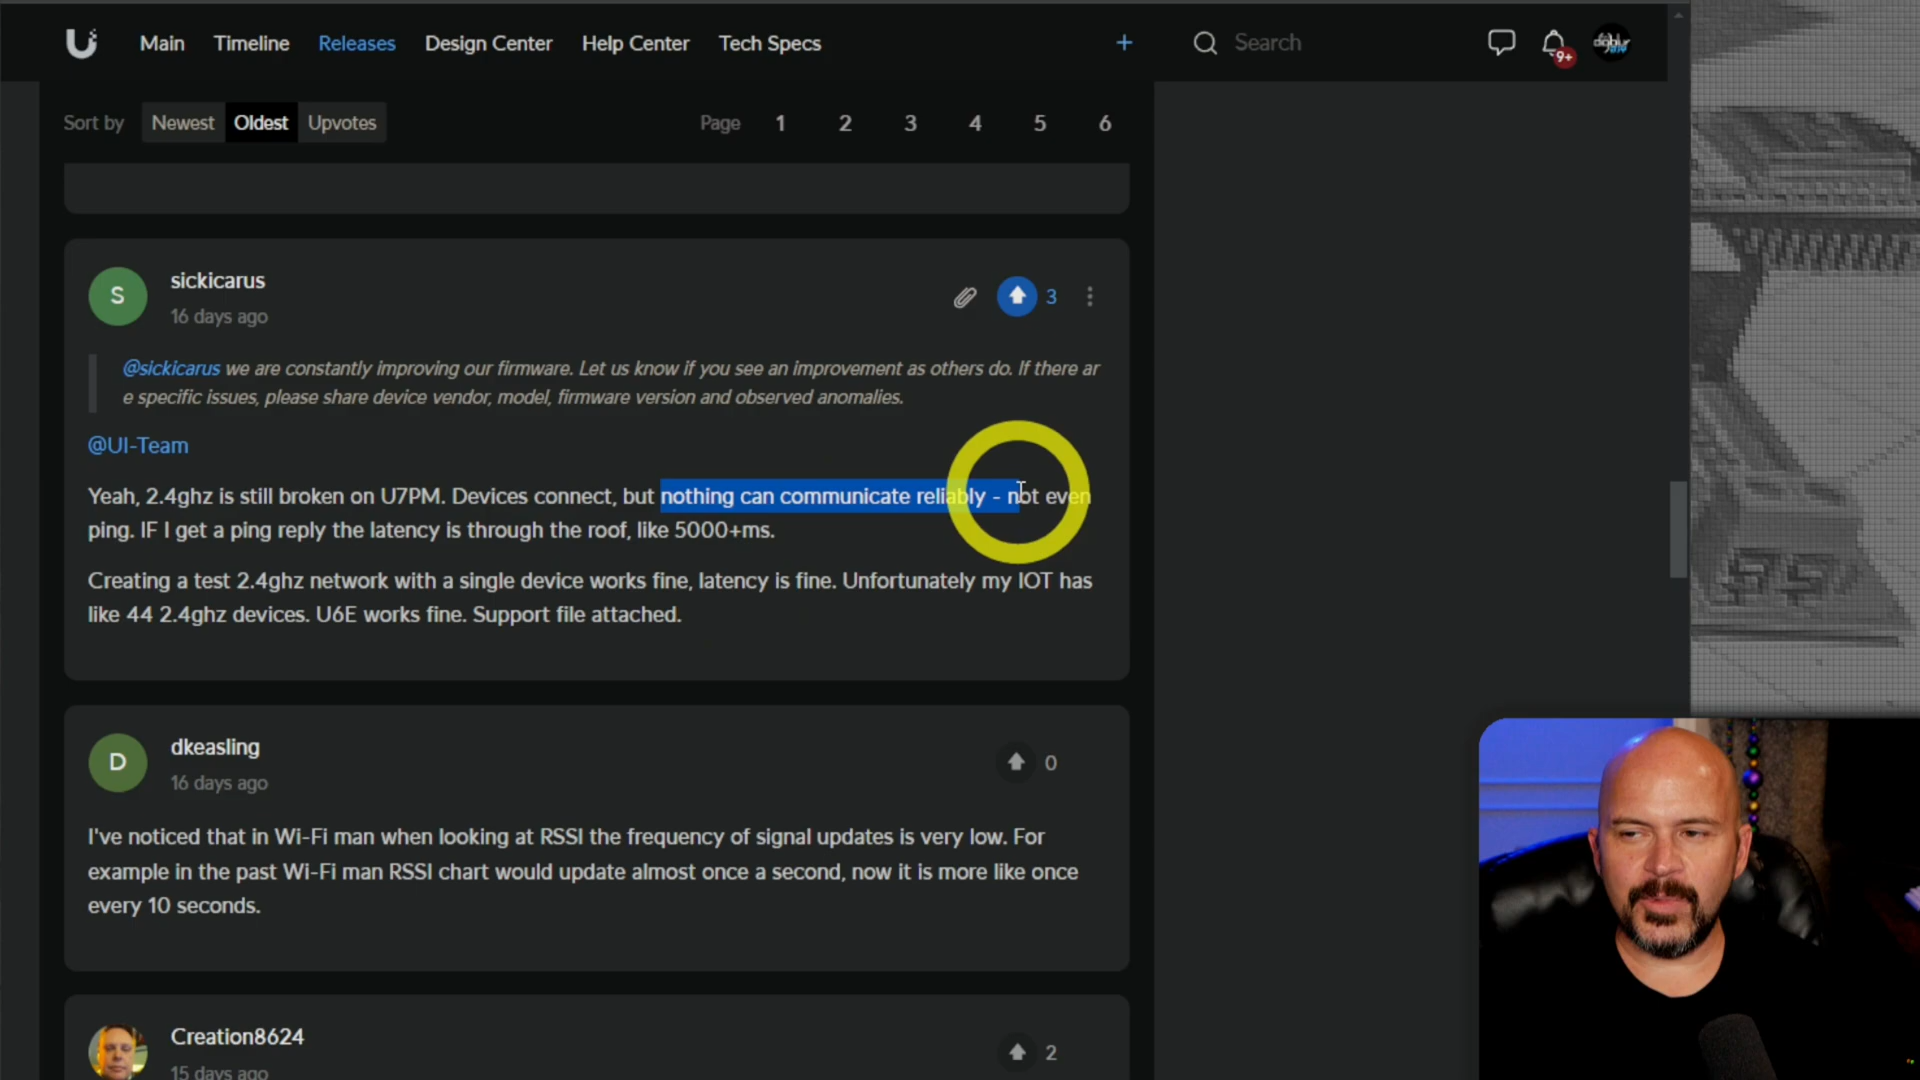 Main Timeline Releases Design Center Help Center Tech Specs + Search 9+
Sort by Newest Oldest Upvotes Page 1 2 3 4 5 6
S sickicarus
16 days ago
3
@sickicarus we are constantly improving our firmware. Let us know if you see an improvement as others do. If there ar
e specific issues, please share device vendor, model, firmware version and observed anomalies.
@UI-Team
Yeah, 2.4ghz is still broken on U7PM. Devices connect, but nothing can communicate reliably - not even
ping. IF I get a ping reply the latency is through the roof, like 5000+ms.
Creating a test 2.4ghz network with a single device works fine, latency is fine. Unfortunately my IOT has
like 44 2.4ghz devices. U6E works fine. Support file attached.
D dkeasling
16 days ago
0
I've noticed that in Wi-Fi man when looking at RSSI the frequency of signal updates is very low. For
example in the past Wi-Fi man RSSI chart would update almost once a second, now it is more like once
every 10 seconds.
Creation8624
15 days ago
2